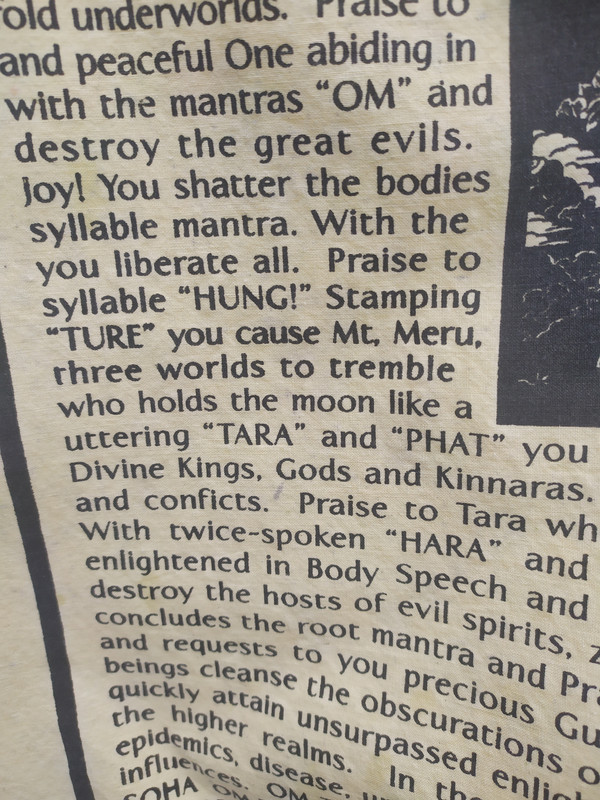 old underworlds. Praise to
and peaceful One abiding in
with the mantras “OM” and
destroy the great evils.
Joy! You shatter the bodies
syllable mantra. With the
you liberate all. Praise to
syllable “HUNG!” Stamping
“TURE” you cause Mt. Meru,
three worlds to tremble
who holds the moon like a
uttering “TARA” and “PHAT” you
Divine Kings, Gods and Kinnaras.
and conficts. Praise to Tara wh
With twice-spoken “HARA” and
enlightened in Body Speech and
destroy the hosts of evil spirits,
concludes the root mantra and Pr
and requests to you precious Gu
beings cleanse the obscurations o
quickly attain unsurpassed enlig
the higher realms. In th
epidemics, disease,
influences. OM
SOHA OM